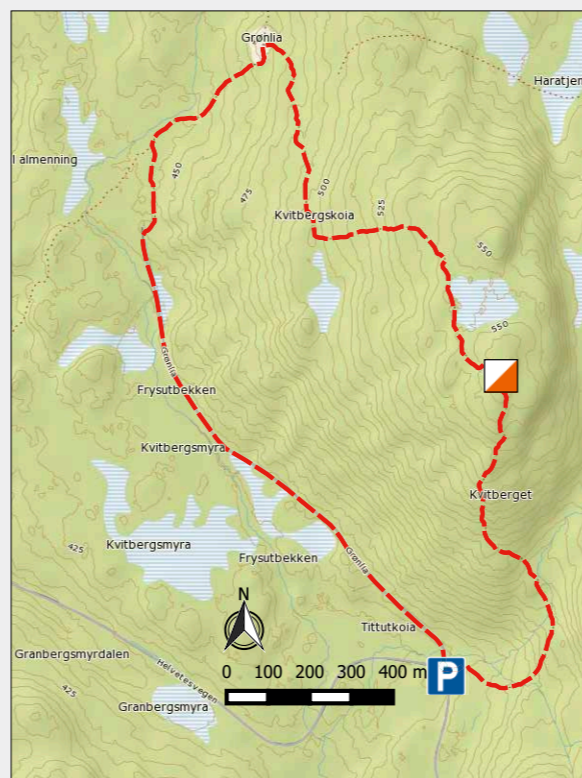 Grønlia
Haratjern
l almenning
450
475
500
525
Kvitbergskoia
550
550
Grønlia
Frysutbekken
Kvitbergsmyra
Kvitberget
425
Kvitbergsmyra
Frysutbekken
Grønlia
N
Tittutkoia
Granbergsmyrdalen
Helvetesvegen
0 100 200 300 400 m
P
425
Granbergsmyra